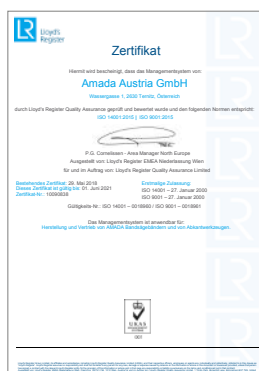 Lloyd's
Register
Zertifikat
Hiermit wird bescheinigt, dass das Managementsystem von:
Amada Austria GmbH
Wassergasse 1, 2630 Ternitz, Österreich
durch Lloyd's Register Quality Assurance geprüft und bewertet wurde und den folgenden Normen entspricht:
ISO 14001:2015 | ISO 9001:2015
P.G. Cornelissen - Area Manager North Europe
Ausgestellt von: Lloyd's Register EMEA Niederlassung Wien
für und im Auftrag von: Lloyd's Register Quality Assurance Limited
Bestehendes Zertifikat: 29. Mai 2018
Dieses Zertifikat ist gültig bis: 01. Juni 2021
Zertifikat-Nr.: 10090938
Erstmalige Zulassung:
ISO 14001 – 27. Januar 2000
ISO 9001 – 27. Januar 2000
Gültigkeits-Nr.: ISO 14001 – 0018960 / ISO 9001 – 0018961
Das Managementsystem ist anwendbar für:
Herstellung und Vertrieb von AMADA Bandsägebändern und von Abkantwerkzeugen.
UKAS
001